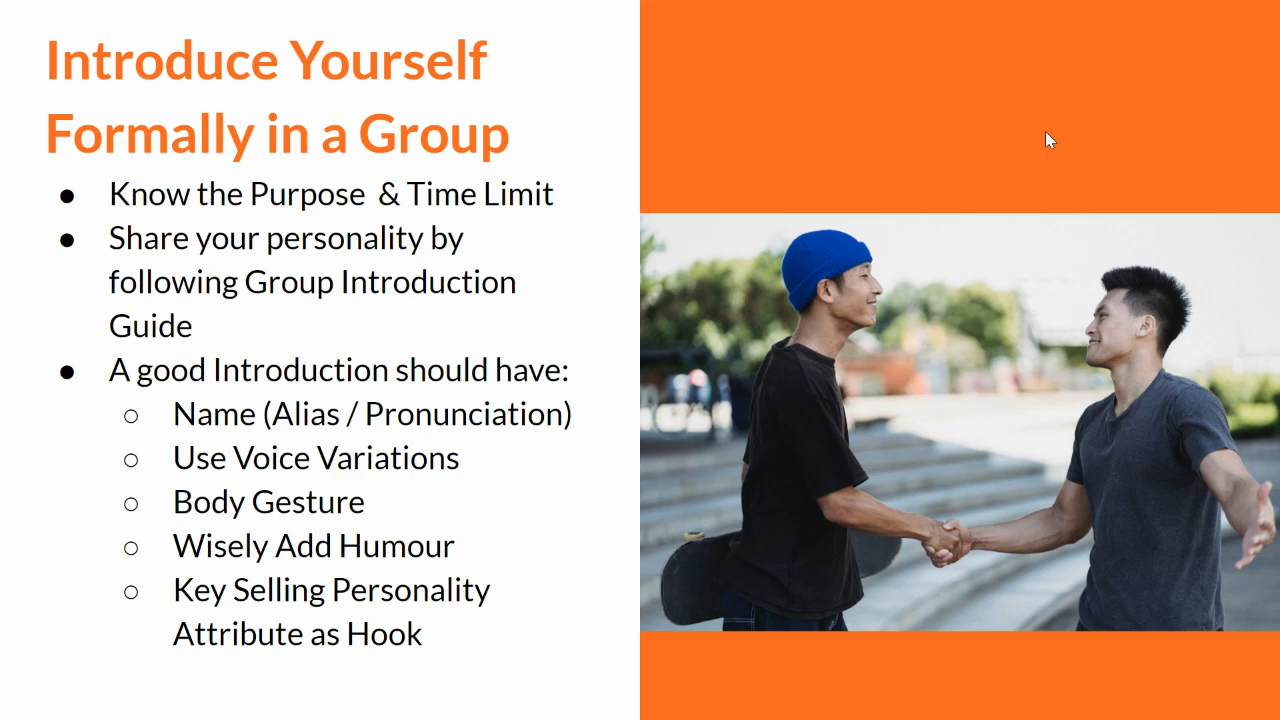 Introduce Yourself
Formally in a Group
● Know the Purpose  & Time Limit
● Share your personality by
following Group Introduction
Guide
● A good Introduction should have:
○ Name (Alias / Pronunciation)
○ Use Voice Variations
○ Body Gesture
○ Wisely Add Humour
○ Key Selling Personality
Attribute as Hook